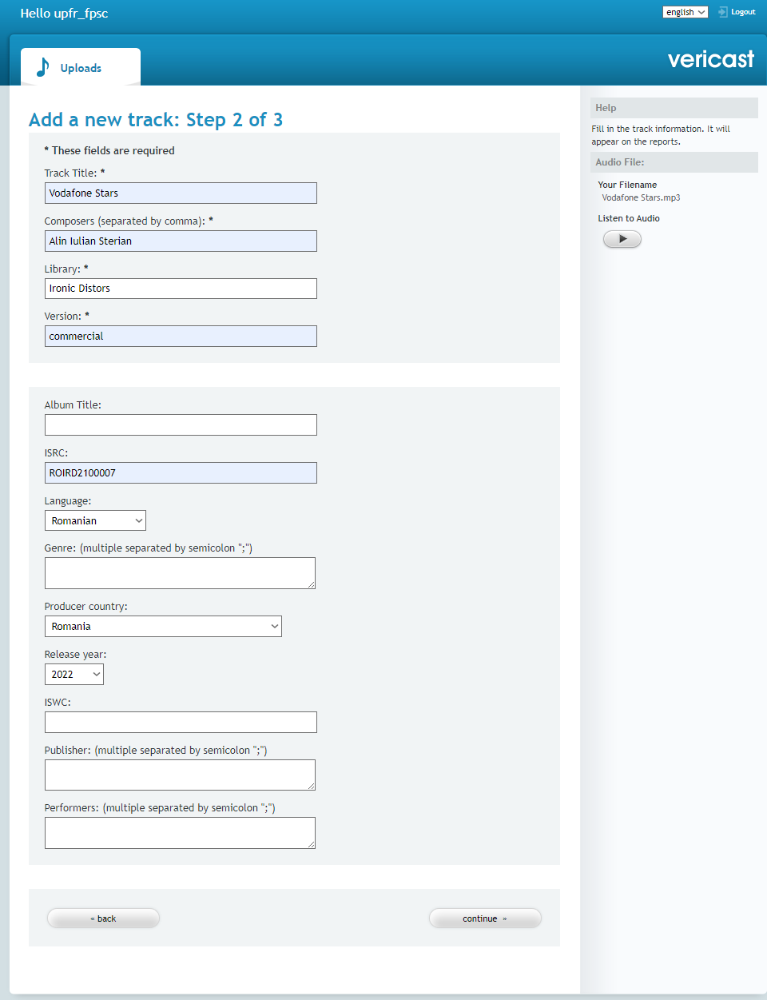 Hello upfr_fpsc
english
Logout
Uploads
vericast
Add a new track: Step 2 of 3
* These fields are required
Track Title: *
Vodafone Stars
Composers (separated by comma): *
Alin Iulian Sterian
Library: *
Ironic Distors
Version: *
commercial
Album Title:
ISRC:
ROIRD2100007
Language:
Romanian
Genre: (multiple separated by semicolon ";")
Producer country:
Romania
Release year:
2022
ISWC:
Publisher: (multiple separated by semicolon ";")
Performers: (multiple separated by semicolon ";")
« back
continue »
Help
Fill in the track information. It will
appear on the reports.
Audio File:
Your Filename
Vodafone Stars.mp3
Listen to Audio